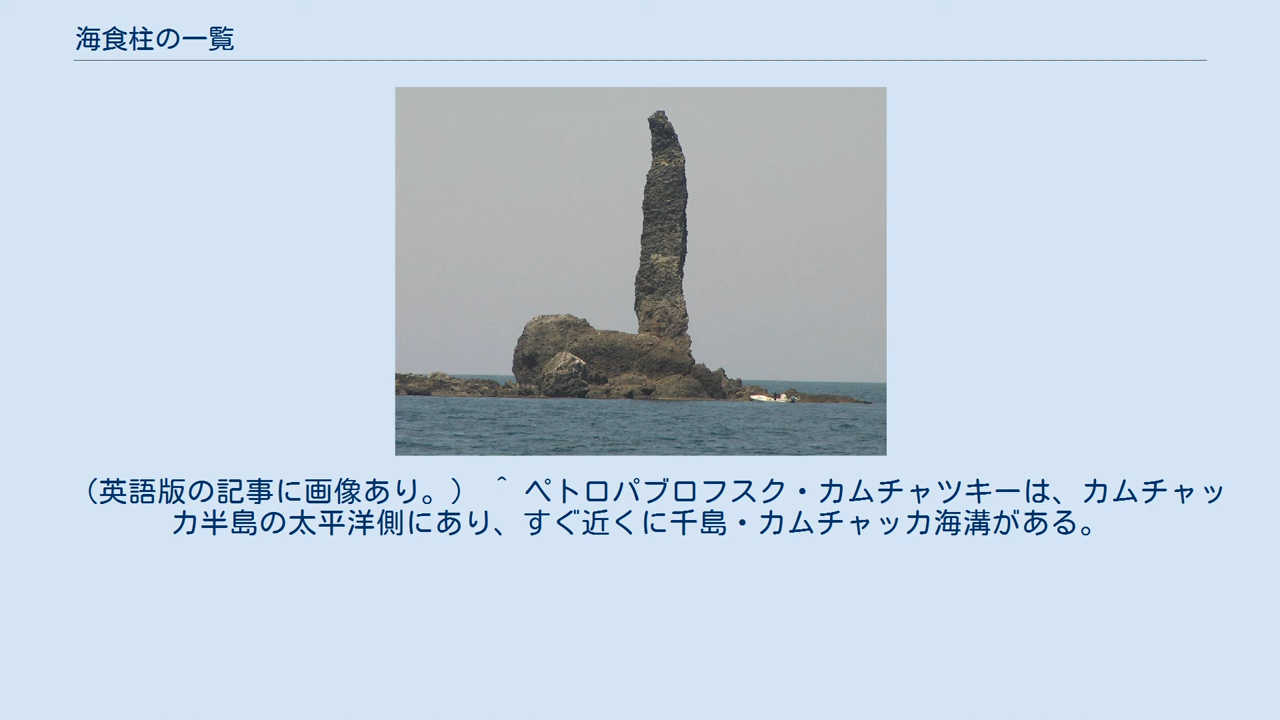 海食柱の一覧
（英語版の記事に画像あり。） ^ ペトロパブロフスク・カムチャツキーは、カムチャッ
カ半島の太平洋側にあり、すぐ近くに千島・カムチャッカ海溝がある。